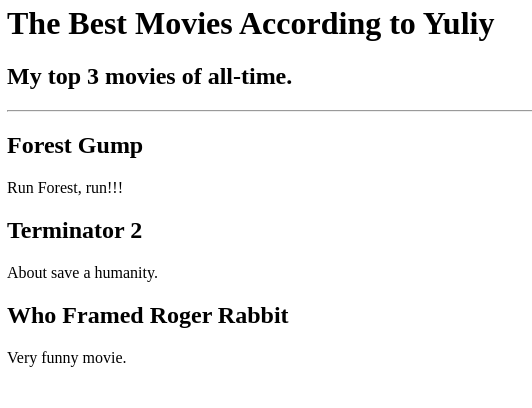 The Best Movies According to Yuliy
My top 3 movies of all-time.
Forest Gump
Run Forest, run!!!
Terminator 2
About save a humanity.
Who Framed Roger Rabbit
Very funny movie.